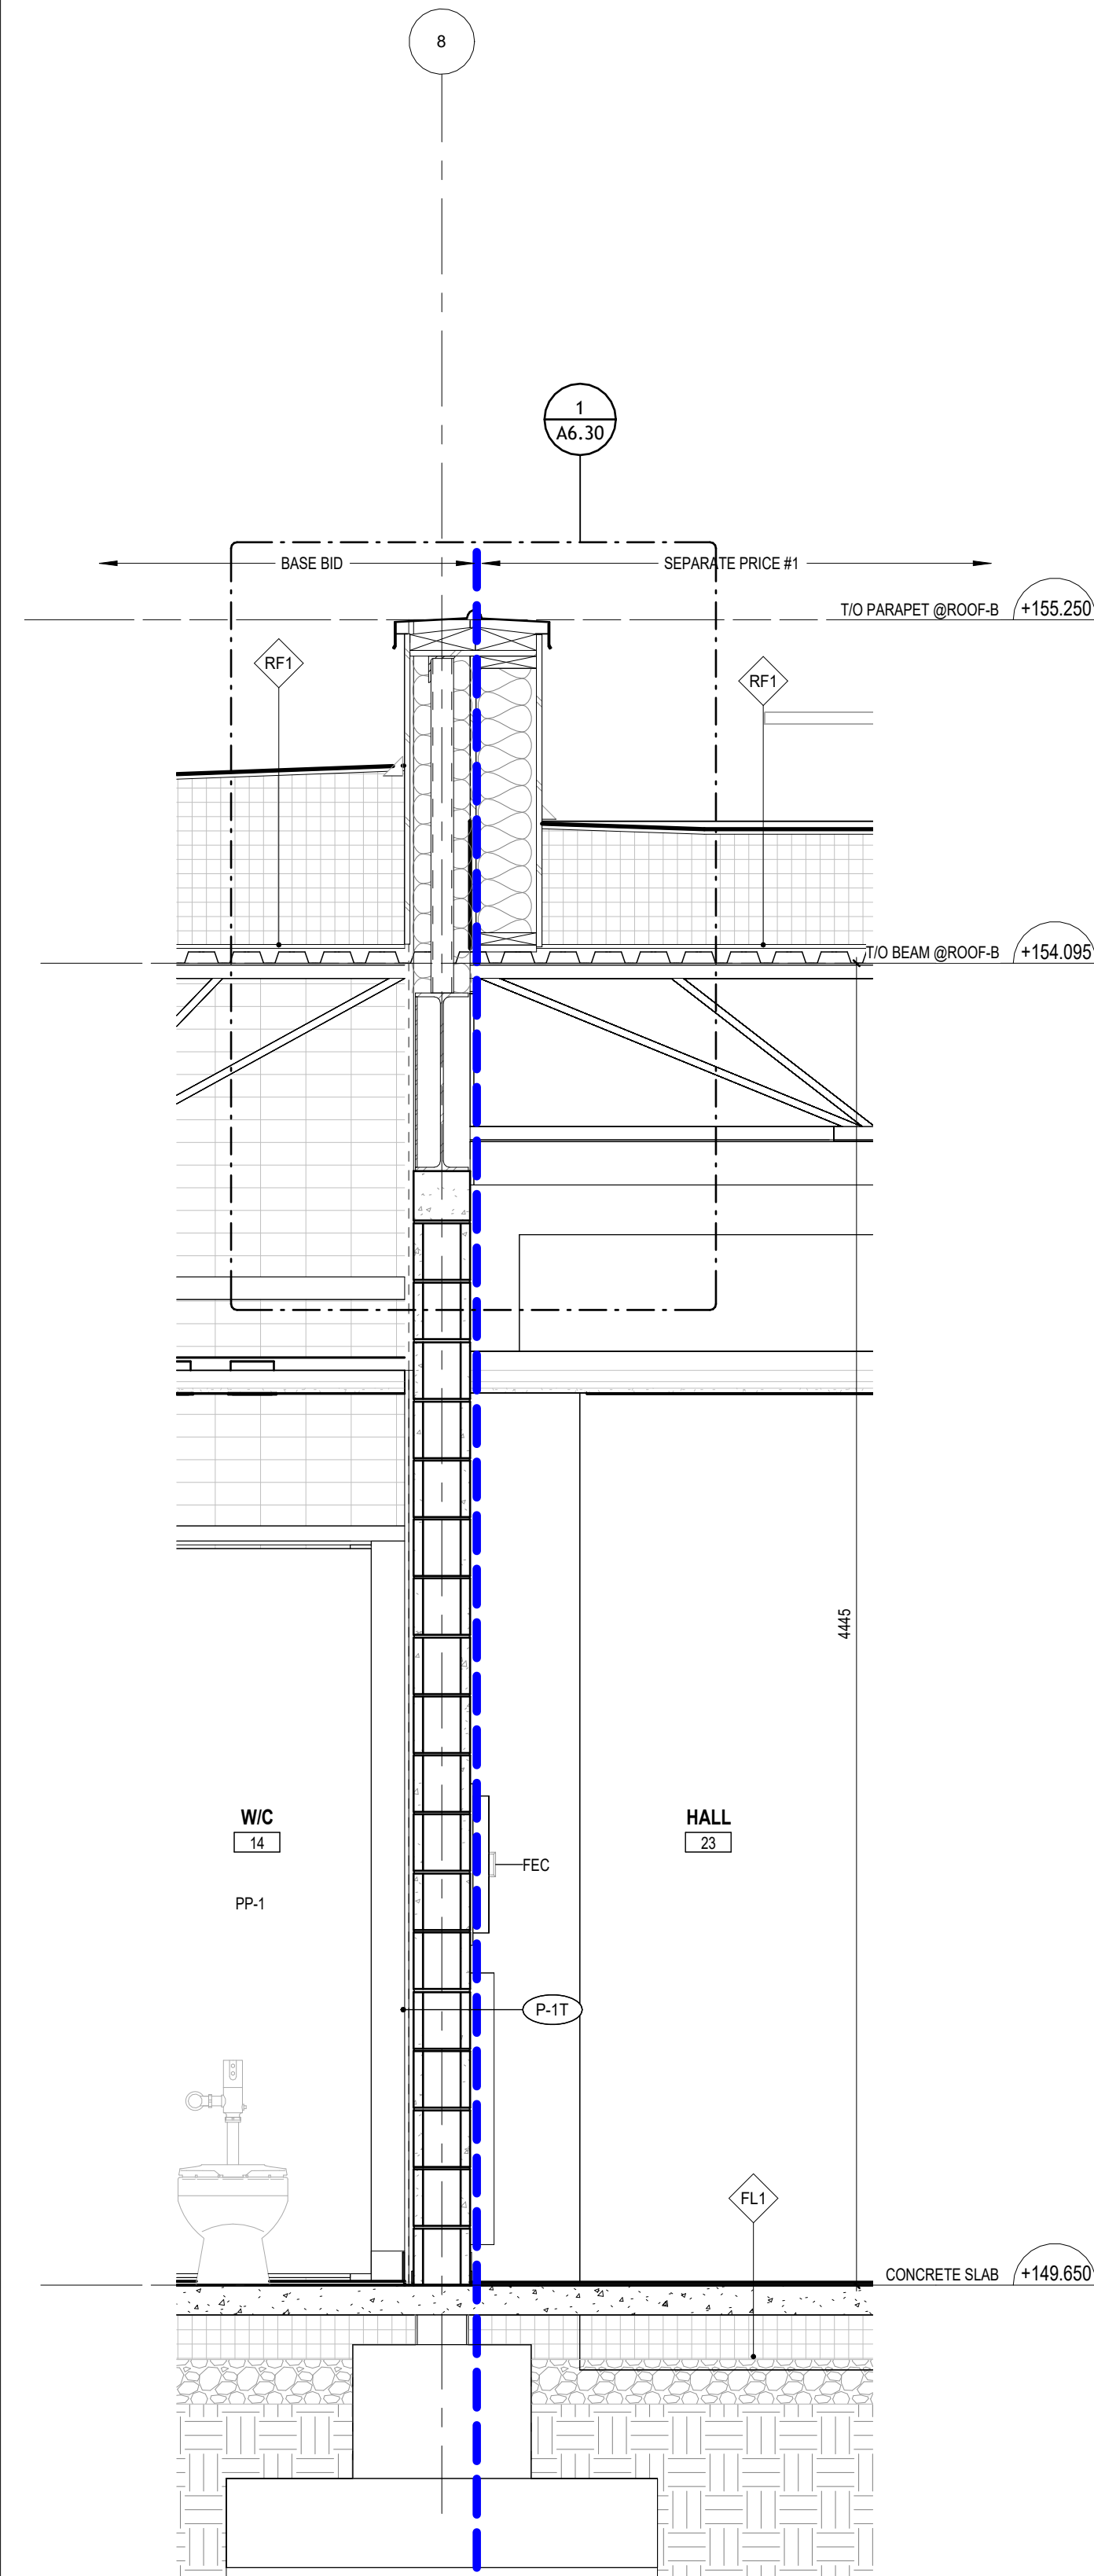 8
1
A6.30
BASE BID
SEPARATE PRICE #1
T/O PARAPET @ROOF-B
+155.250
RF1
RF1
T/O BEAM @ROOF-B
+154.095
4445
W/C
14
HALL
23
FEC
PP-1
P-1T
FL1
CONCRETE SLAB
+149.650